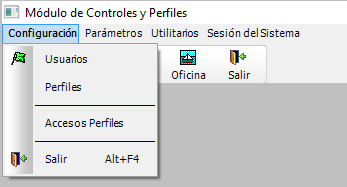 Módulo de Controles y Perfiles
Configuración Parámetros Utilitarios Sesión del Sistema
Usuarios
Perfiles
Accesos Perfiles
Salir Alt+F4
Oficina Salir